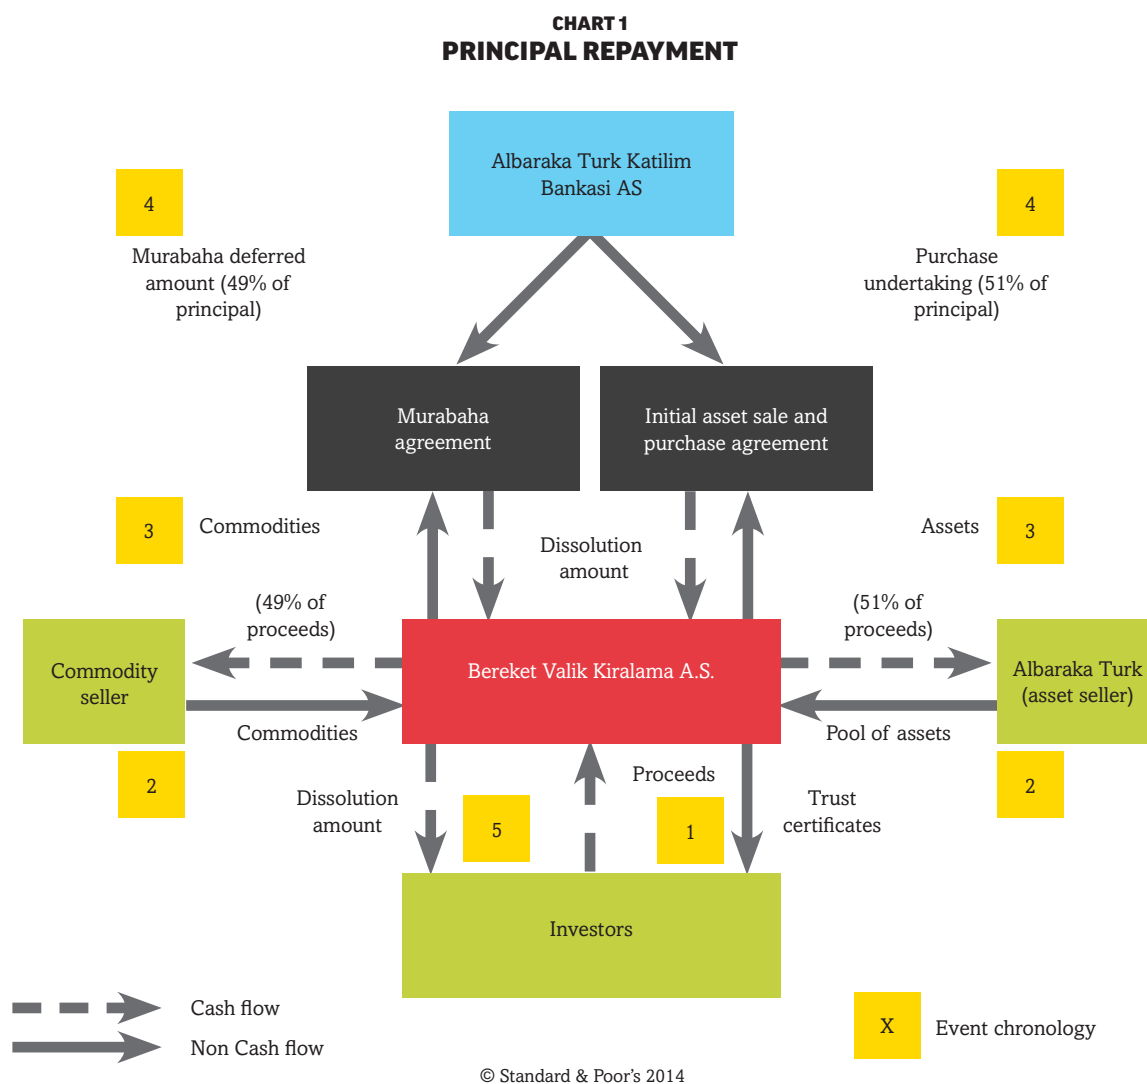 CHART 1
PRINCIPAL REPAYMENT
Albaraka Turk Katilim
Bankasi AS
4
Murabaha deferred
amount (49% of
principal)
4
Purchase
undertaking (51% of
principal)
Murabaha
agreement
Initial asset sale and
purchase agreement
3
Commodities
Dissolution
amount
Assets
3
(49% of
proceeds)
(51% of
proceeds)
Commodity
seller
Bereket Valik Kiralama A.S.
Albaraka Turk
(asset seller)
Commodities
Pool of assets
2
Dissolution
amount
5
Proceeds
1
Trust
certificates
2
Investors
Cash flow
Non Cash flow
X
Event chronology
© Standard & Poor's 2014